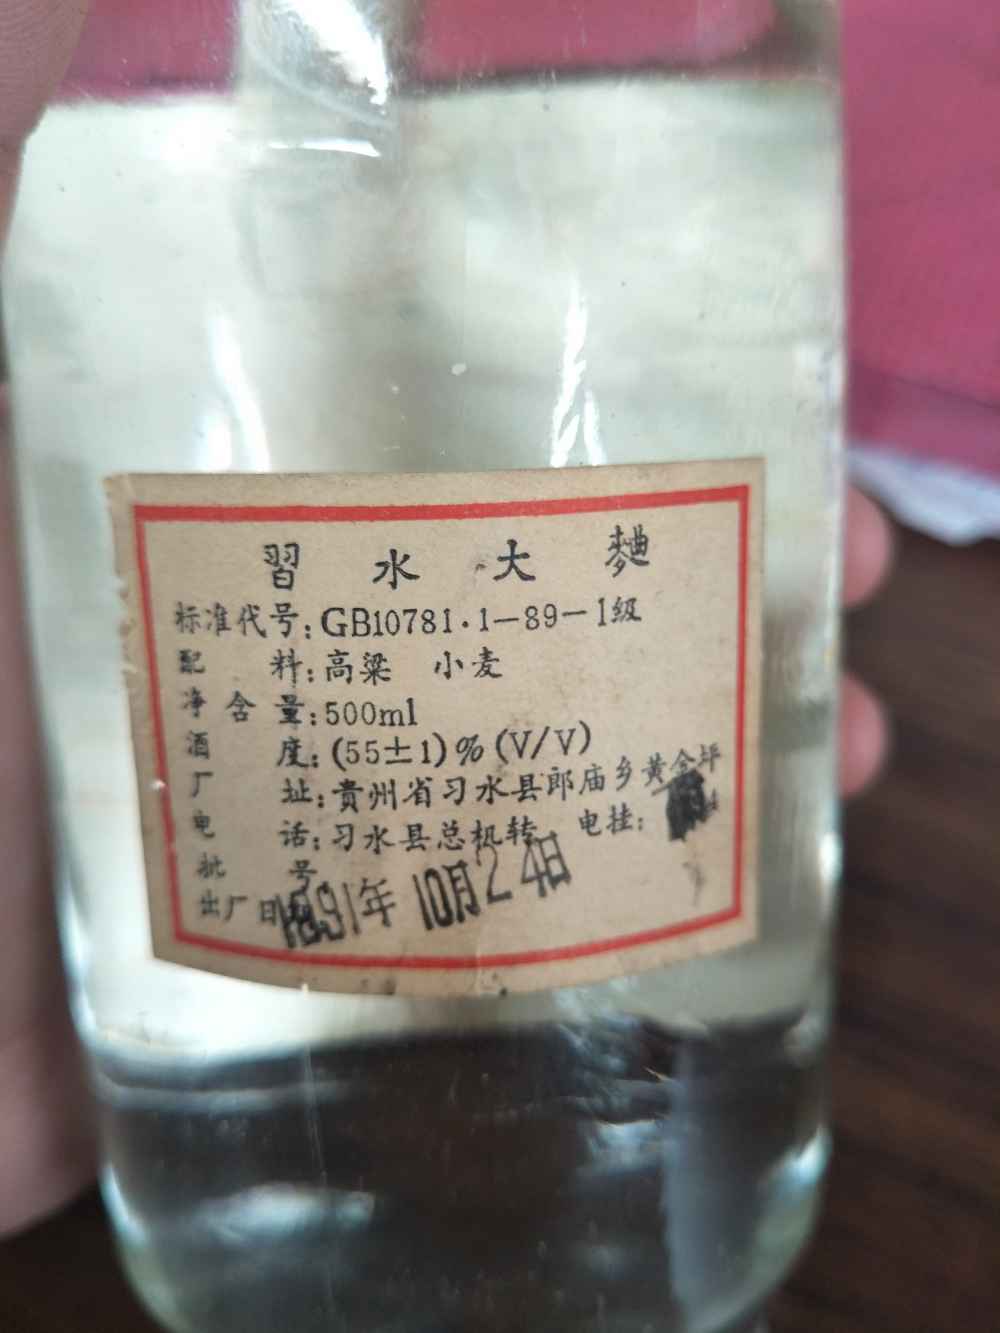 習水大麯
标准代号:GB10781·1-89-1级
配料:高粱 小麦
净含量:500ml
酒度:(55±1)%(V/V)
厂址:贵州省习水县郎庙乡黄金坪
电话:习水县总机转 电挂:
批号
出厂日
1991年10月24日